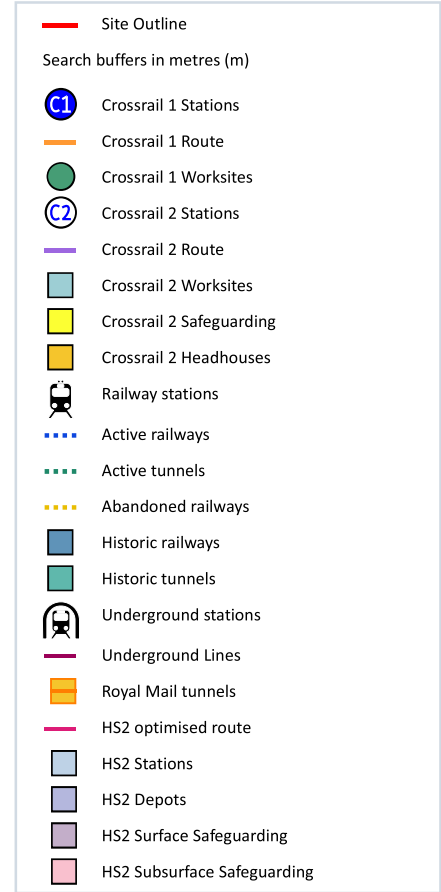 Site Outline
Search buffers in metres (m)
C1 Crossrail 1 Stations
Crossrail 1 Route
Crossrail 1 Worksites
C2 Crossrail 2 Stations
Crossrail 2 Route
Crossrail 2 Worksites
Crossrail 2 Safeguarding
Crossrail 2 Headhouses
Railway stations
Active railways
Active tunnels
Abandoned railways
Historic railways
Historic tunnels
Underground stations
Underground Lines
Royal Mail tunnels
HS2 optimised route
HS2 Stations
HS2 Depots
HS2 Surface Safeguarding
HS2 Subsurface Safeguarding